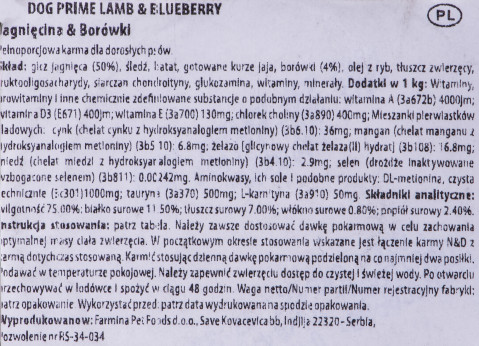 DOG PRIME LAMB & BLUEBERRY
PL
Jagnięcina & Borówki
Pełnoporcjowa karma dla dorosłych psów.
Skład: gicz jagnięca (50%), śledź, batat, gotowane kurze jaja, borówki (4%), olej z ryb, tłuszcz zwierzęcy,
fruktooligosacharydy, siarczan chondroityny, glukozamina, witaminy, minerały. Dodatki w 1 kg: Witaminy,
prowitaminy i inne chemicznie zdefiniowane substancje o podobnym działaniu: witamina A (3a672b) 4000jm;
witamina D3 (E671) 400jm; witamina E (3a700) 130mg; chlorek choliny (3a890) 400mg; Mieszanki pierwiastków
śladowych: cynk (chelat cynku z hydroksyanalogiem metioniny) (3b6.10): 36mg; mangan (chelat manganu z
hydroksyanalogiem metioniny) (3b5 10): 6.8mg; żelazo (glicynowy chelat żelaza(II) hydrat) (3b108): 16.8mg;
miedź (chelat miedzi z hydroksyaralogiem metioniny) (3b4.10): 2.9mg; selen (drożdże inaktywowane
wzbogacone selenem) (3b811): 0.00242mg. Aminokwasy, ich sole i podobne produkty: DL-metionina, czysta
technicznie (3c301)1000mg; tauryna (3a370) 500mg; L-karnityna (3a910) 50mg. Składniki analityczne:
wilgotność 75.00%; białko surowe 11.50%; tłuszcz surowy 7.00%; włókno surowe 0.80%; popiół surowy 2.40%.
Instrukcja stosowania: patrz tabela. Należy zawsze dostosować dawkę pokarmową w celu zachowania
optymalnej masy ciała zwierzęcia. W początkowym okresie stosowania wskazane jest łączenie karmy N&D z
karmą dotychczas stosowaną. Karmić stosując dzienną dawkę pokarmową podzieloną na co najmniej dwa posiłki.
Podawać w temperaturze pokojowej. Należy zapewnić zwierzęciu dostęp do czystej i świeżej wody. Po otwarciu
przechowywać w lodówce i spożyć w ciągu 48 godzin. Waga netto/Numer partii/Numer rejestracyjny fabryki:
patrz opakowanie. Wykorzystać przed: patrz data wydrukowana na spodzie opakowania.
Wyprodukowano: Farmina Pet Foods d.o.o., Save Kovacevica bb, Indjija 22320 - Serbia,
pozwolenie nr RS-34-034